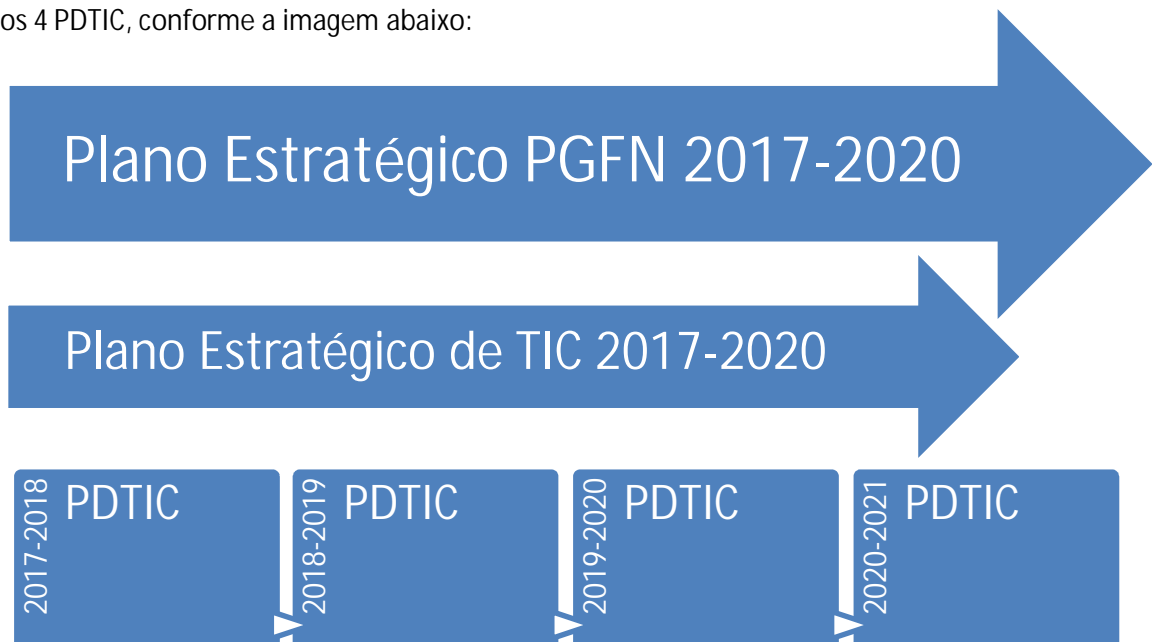 os 4 PDTIC, conforme a imagem abaixo:
Plano Estratégico PGFN 2017-2020
Plano Estratégico de TIC 2017-2020
2017-2018
PDTIC
2018-2019
PDTIC
2019-2020
PDTIC
2020-2021
PDTIC